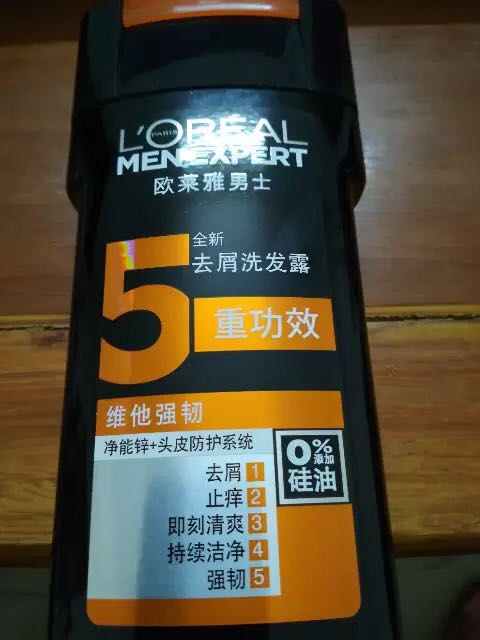 L'ORÉAL
PARIS
MEN EXPERT
欧莱雅男士
全新
去屑洗发露
5
重功效
维他强韧
净能锌+头皮防护系统
0%
添加
硅油
去屑 1
止痒 2
即刻清爽 3
持续洁净 4
强韧 5